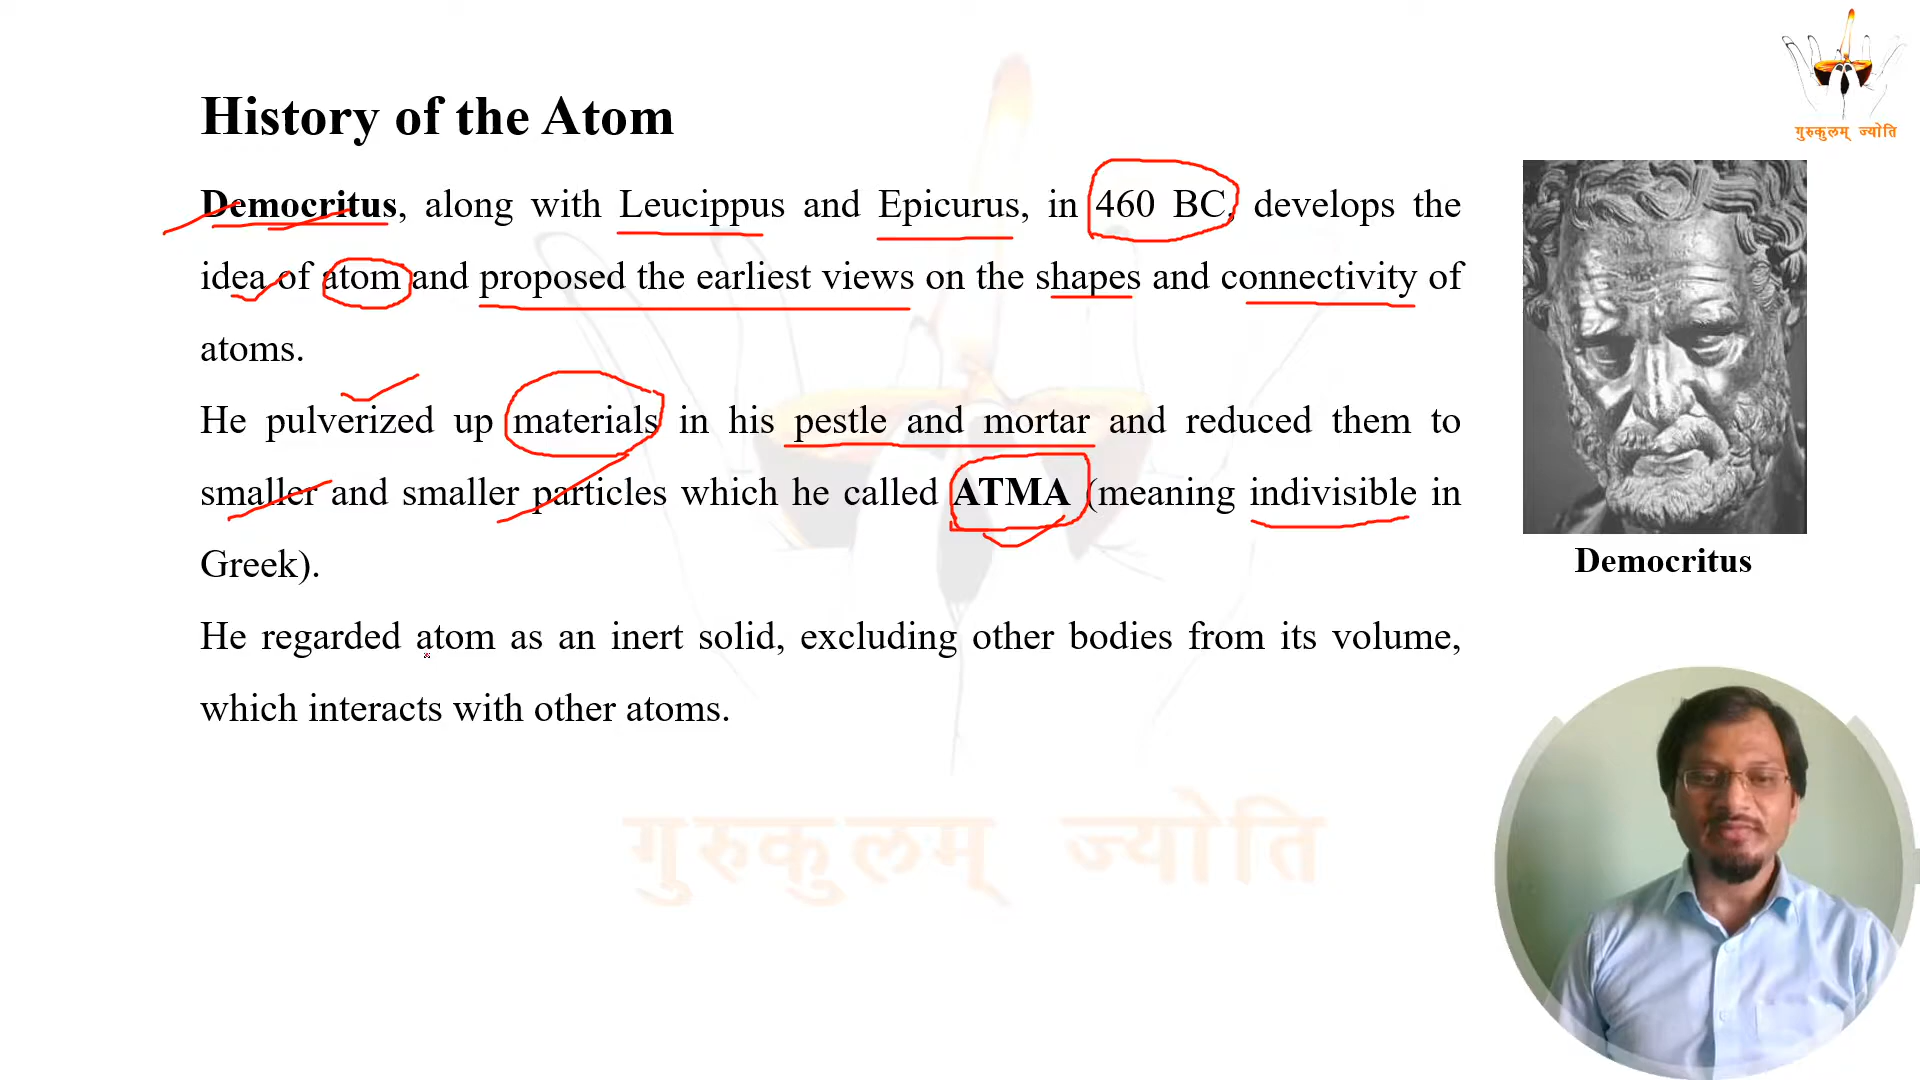 गुरुकुलम् ज्योति
History of the Atom
Democritus, along with Leucippus and Epicurus, in 460 BC, develops the
idea of atom and proposed the earliest views on the shapes and connectivity of
atoms.
He pulverized up materials in his pestle and mortar and reduced them to
smaller and smaller particles which he called ATMA (meaning indivisible in
Greek).
He regarded atom as an inert solid, excluding other bodies from its volume,
which interacts with other atoms.
Democritus
गुरुकुलम् ज्योति